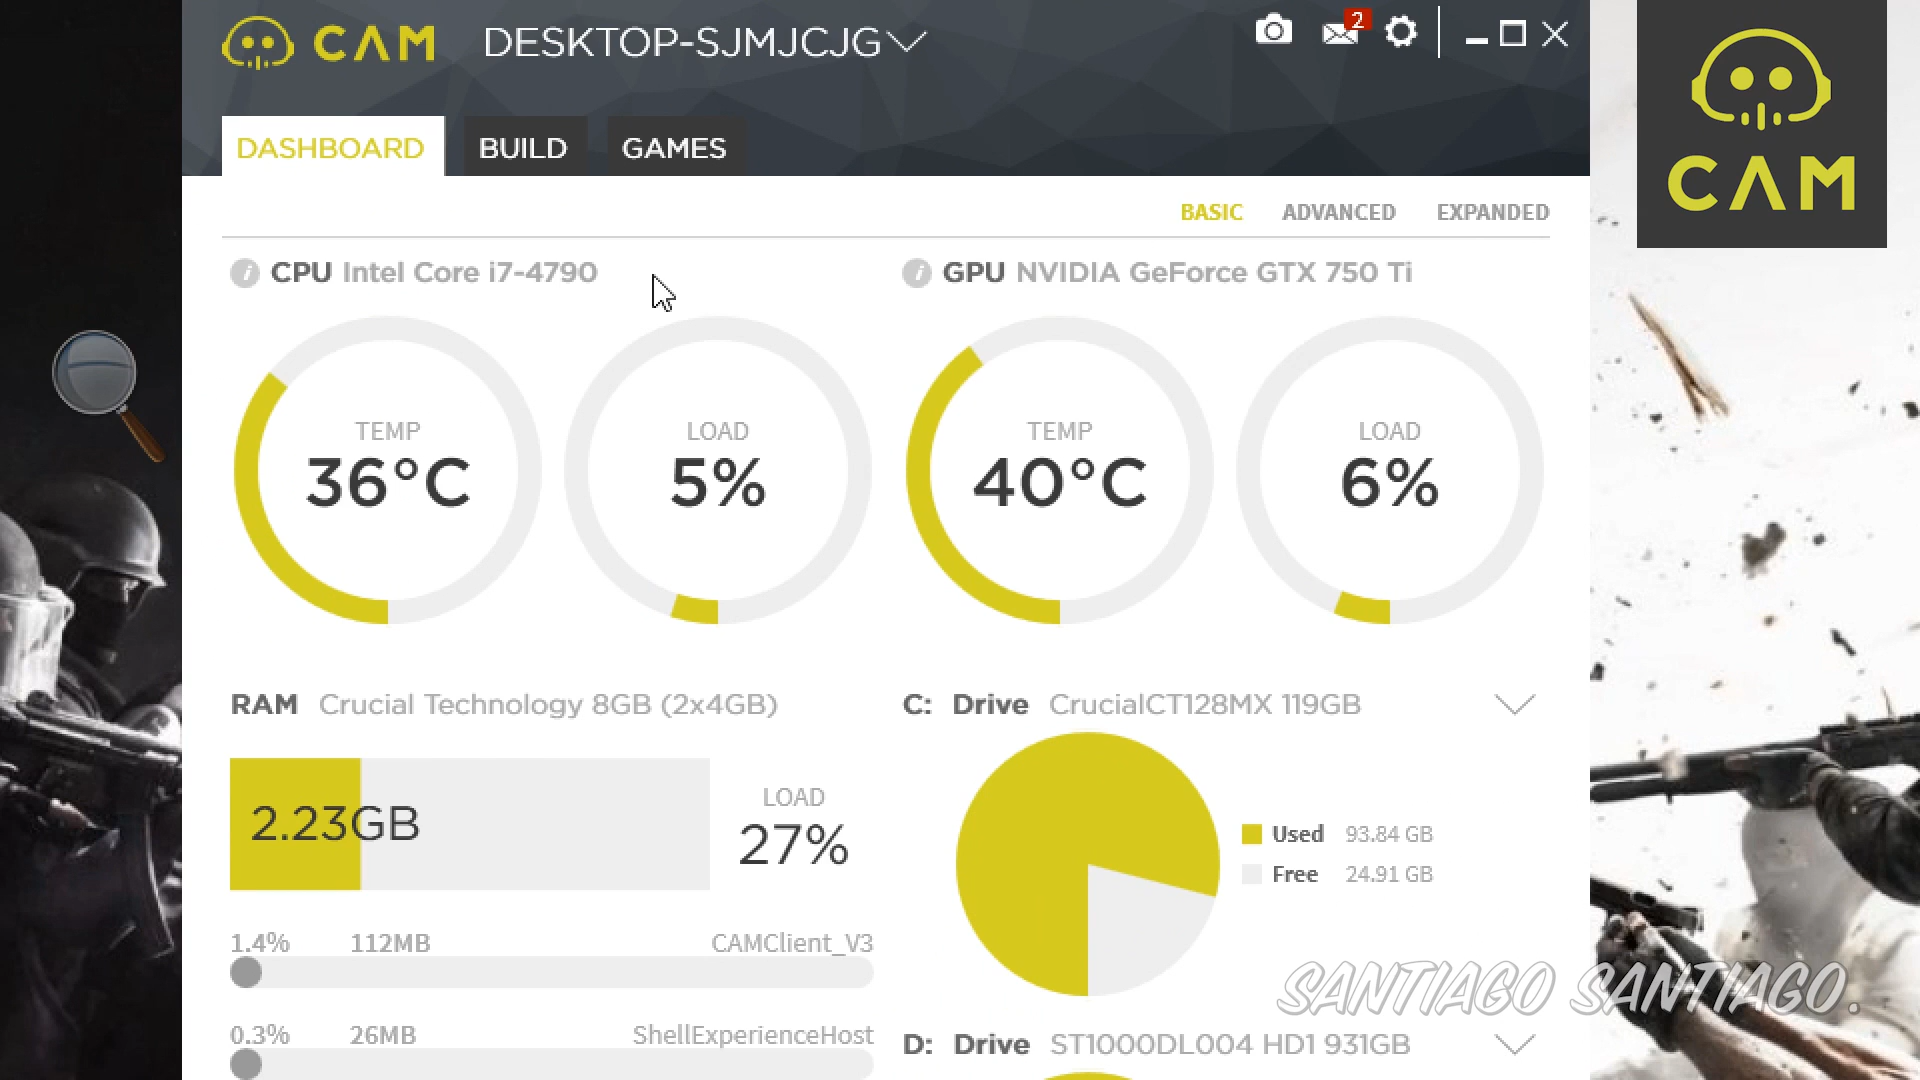 CAM DESKTOP-SJMJCJG
2
CAM
DASHBOARD BUILD GAMES
BASIC ADVANCED EXPANDED
CPU Intel Core i7-4790
GPU NVIDIA GeForce GTX 750 Ti
TEMP
36°C
LOAD
5%
TEMP
40°C
LOAD
6%
RAM Crucial Technology 8GB (2x4GB)
2.23GB
LOAD
27%
1.4% 112MB CAMClient_V3
0.3% 26MB ShellExperienceHost
C: Drive CrucialCT128MX 119GB
Used 93.84 GB
Free 24.91 GB
D: Drive ST1000DL004 HD1 931GB
SANTIAGO SANTIAGO.